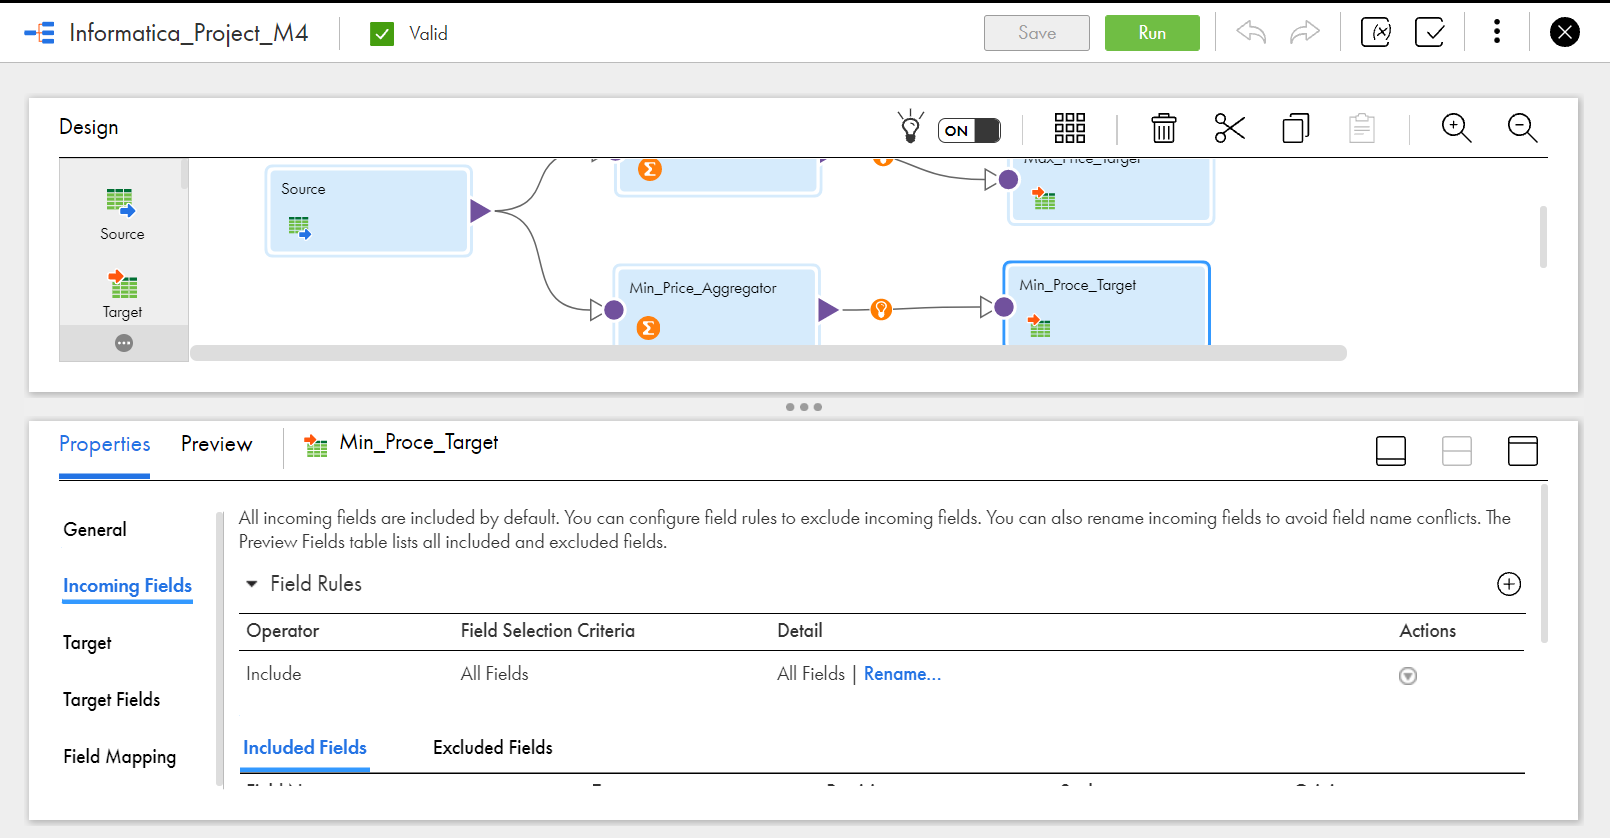 Informatica_Project_M4
Valid
Save
Run
Design
ON
Source
Target
Source
Max_Price_Target
Min_Price_Aggregator
Min_Proce_Target
Properties
Preview
Min_Proce_Target
General
Incoming Fields
Target
Target Fields
Field Mapping
All incoming fields are included by default. You can configure field rules to exclude incoming fields. You can also rename incoming fields to avoid field name conflicts. The
Preview Fields table lists all included and excluded fields.
Field Rules
Operator Field Selection Criteria Detail Actions
Include All Fields All Fields | Rename...
Included Fields Excluded Fields